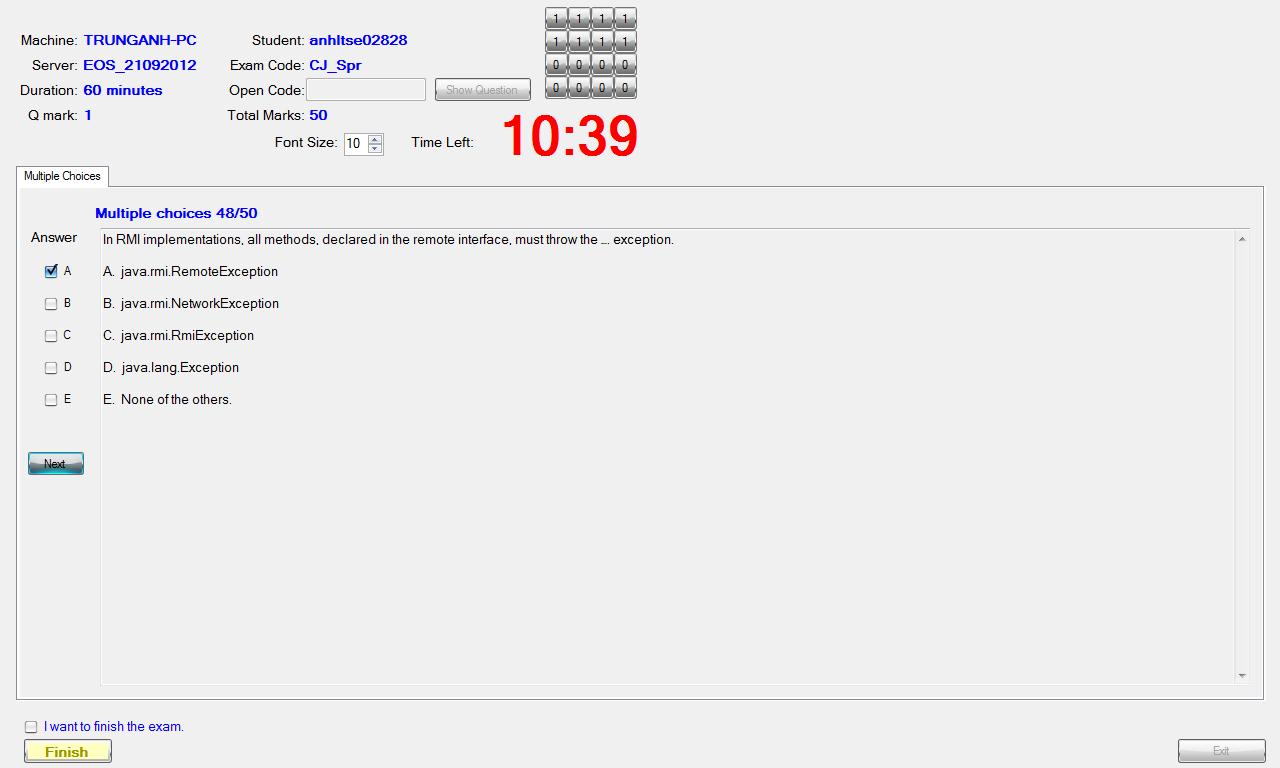 1 1 1 1
Machine: TRUNGANH-PC Student: anhltse02828 1 1 1 1
Server: EOS_21092012 Exam Code: CJ_Spr 0 0 0 0
Duration: 60 minutes Open Code: Show Question 0 0 0 0
Q mark: 1 Total Marks: 50
Font Size: 10 Time Left: 10:39
Multiple Choices
Multiple choices 48/50
Answer In RMI implementations, all methods, declared in the remote interface, must throw the ... exception.
A A. java.rmi.RemoteException
B B. java.rmi.NetworkException
C C. java.rmi.RmiException
D D. java.lang.Exception
E E. None of the others.
Next
I want to finish the exam.
Finish Exit